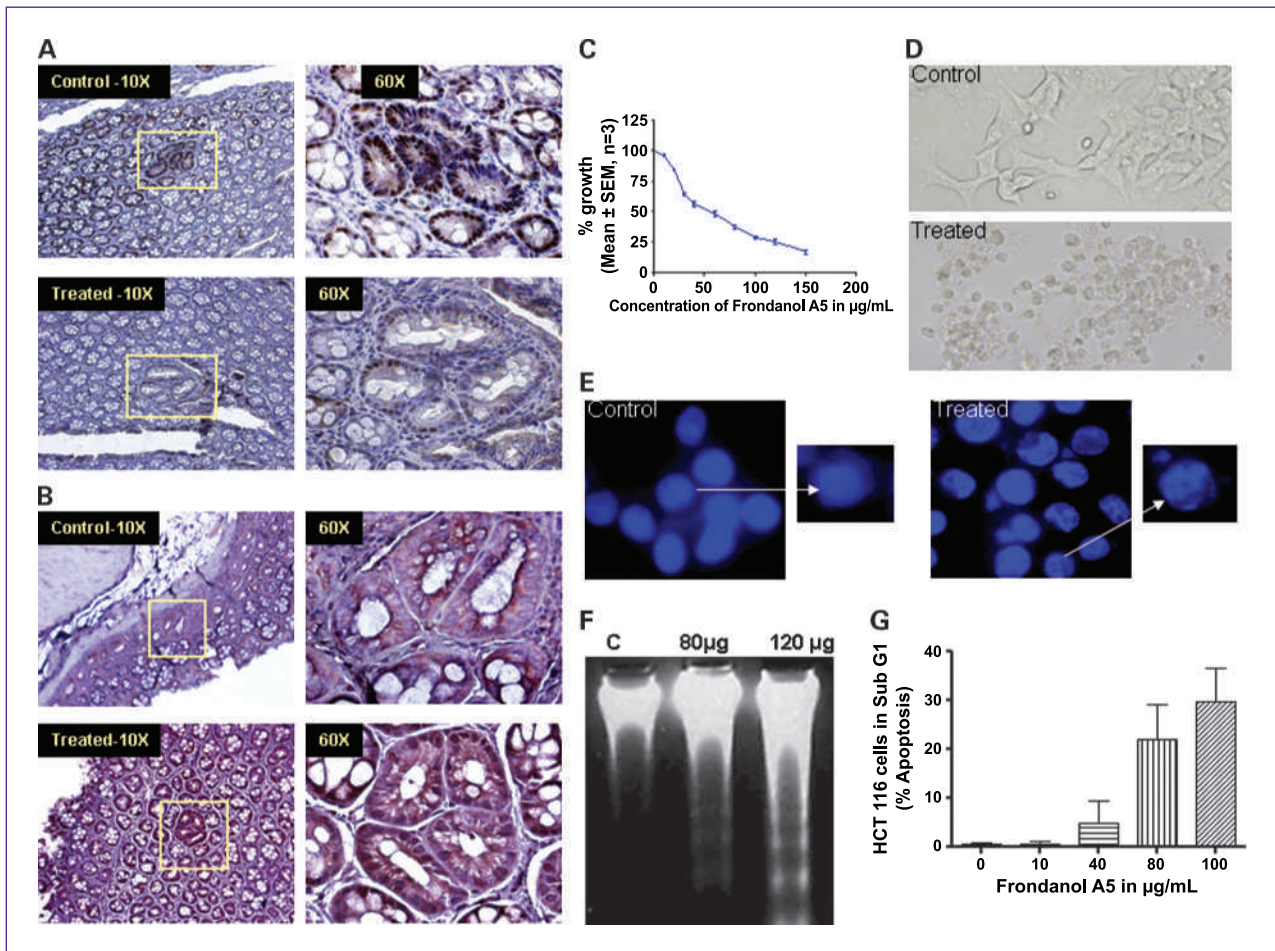 A
Control -10X
60X
Treated -10X
60X
B
Control-10X
60X
Treated-10X
60X
C
% growth
(Mean ± SEM, n=3)
125
100
75
50
25
0
0 50 100 150 200
Concentration of Frondanol A5 in µg/mL
D
Control
Treated
E
Control
Treated
F
C 80µg 120 µg
G
HCT 116 cells in Sub G1
(% Apoptosis)
40
30
20
10
0
0 10 40 80 100
Frondanol A5 in µg/mL